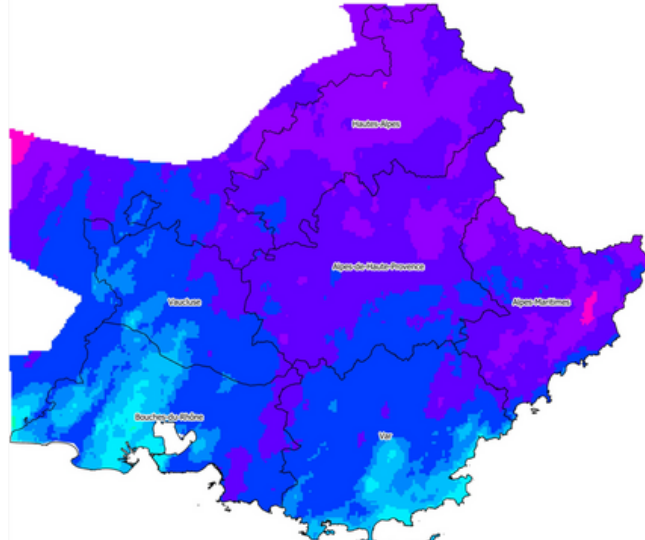 Hautes-Alpes
Alpes-de-Haute-Provence
Vaucluse
Alpes-Maritimes
Bouches-du-Rhône
Var